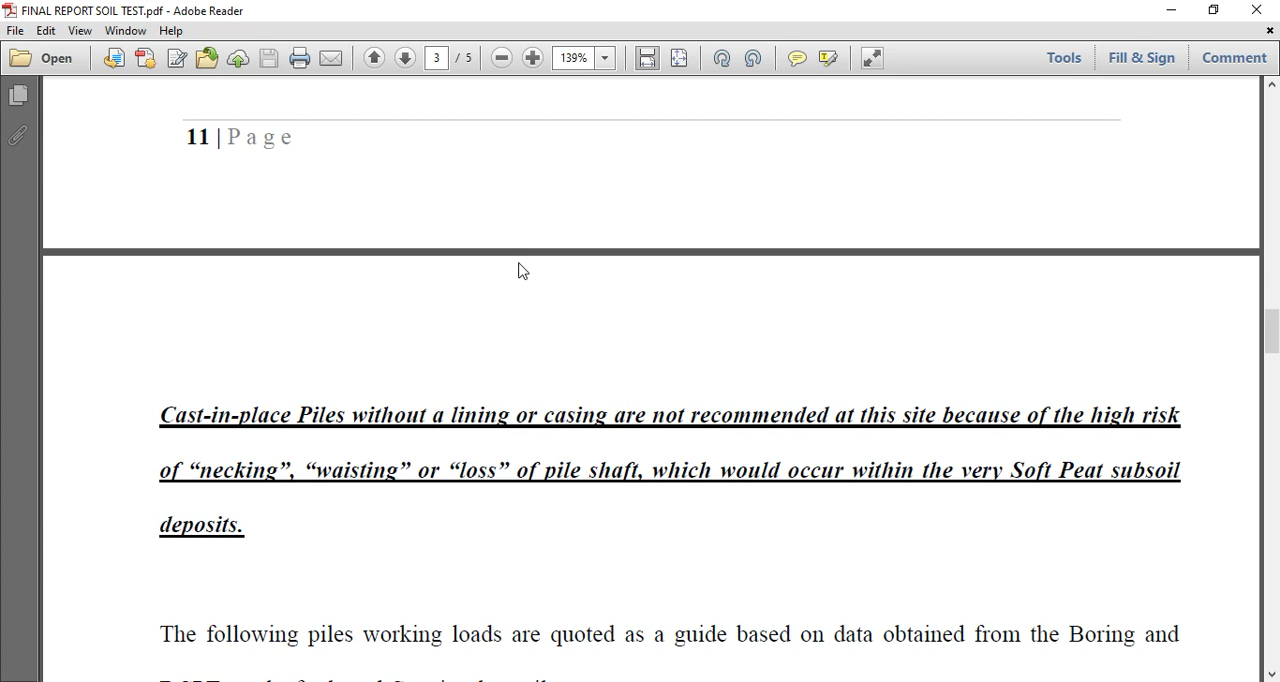 FINAL REPORT SOIL TEST.pdf - Adobe Reader
File Edit View Window Help
Open 3 / 5 139% Tools Fill & Sign Comment
11 | P a g e
Cast-in-place Piles without a lining or casing are not recommended at this site because of the high risk
of “necking”, “waisting” or “loss” of pile shaft, which would occur within the very Soft Peat subsoil
deposits.
The following piles working loads are quoted as a guide based on data obtained from the Boring and